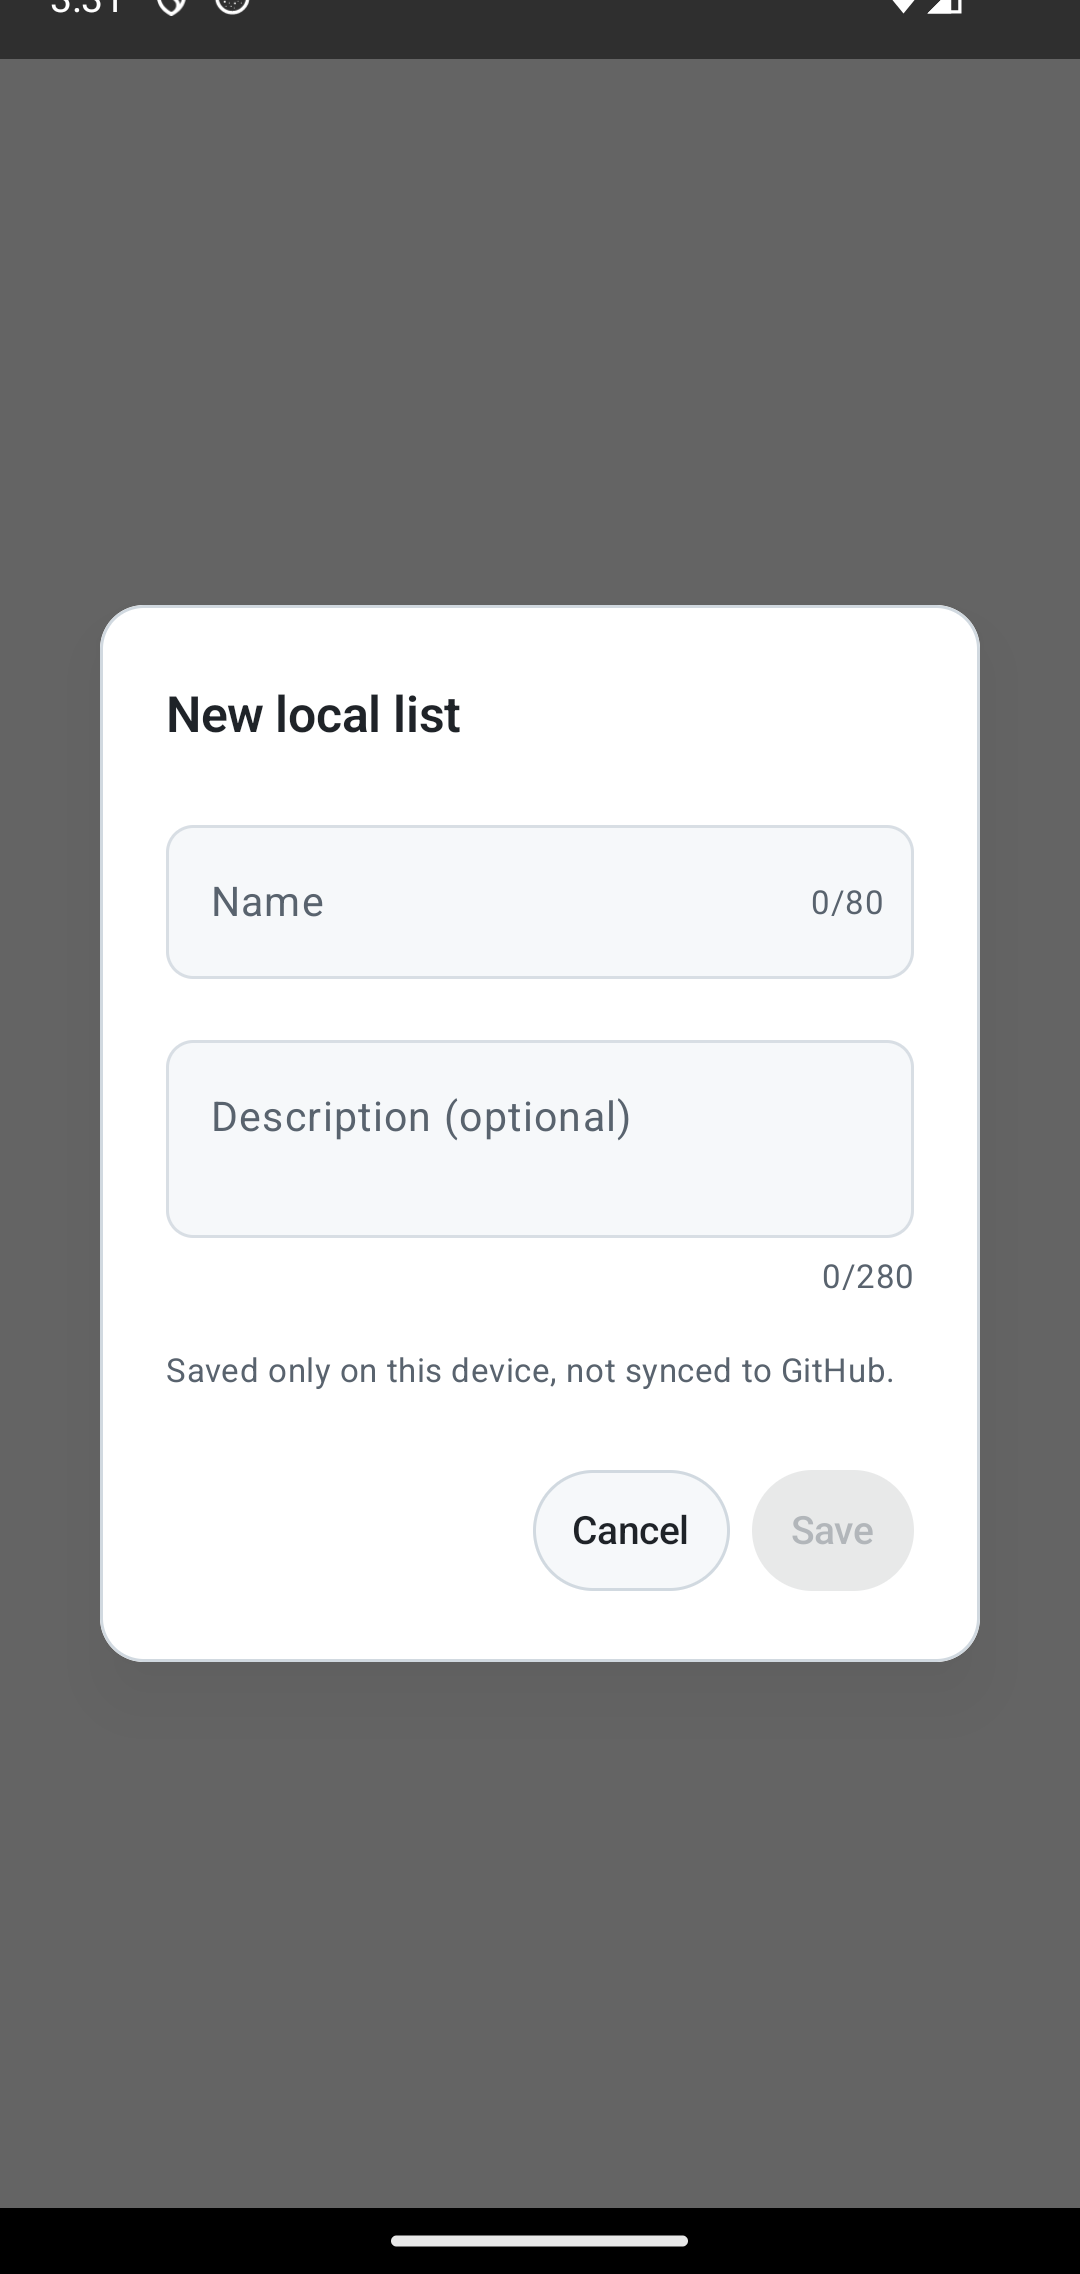 New local list
Name
0/80
Description (optional)
0/280
Saved only on this device, not synced to GitHub.
Cancel
Save